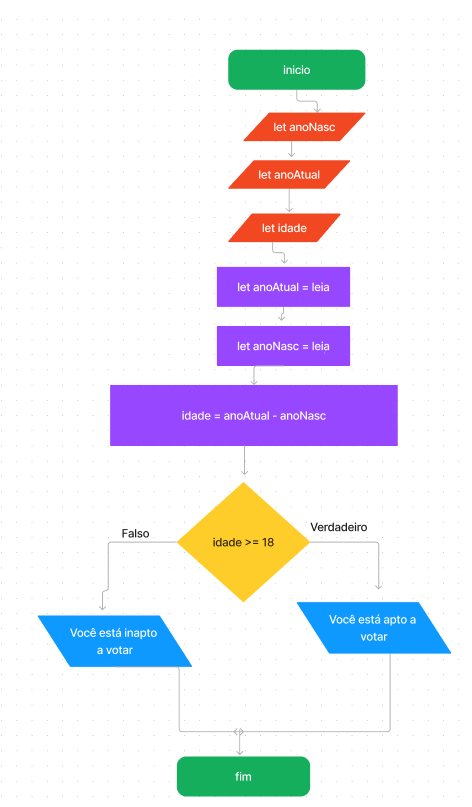 inicio
let anoNasc
let anoAtual
let idade
let anoAtual = leia
let anoNasc = leia
idade = anoAtual - anoNasc
idade >= 18
Falso
Verdadeiro
Você está inapto
a votar
Você está apto a
votar
fim